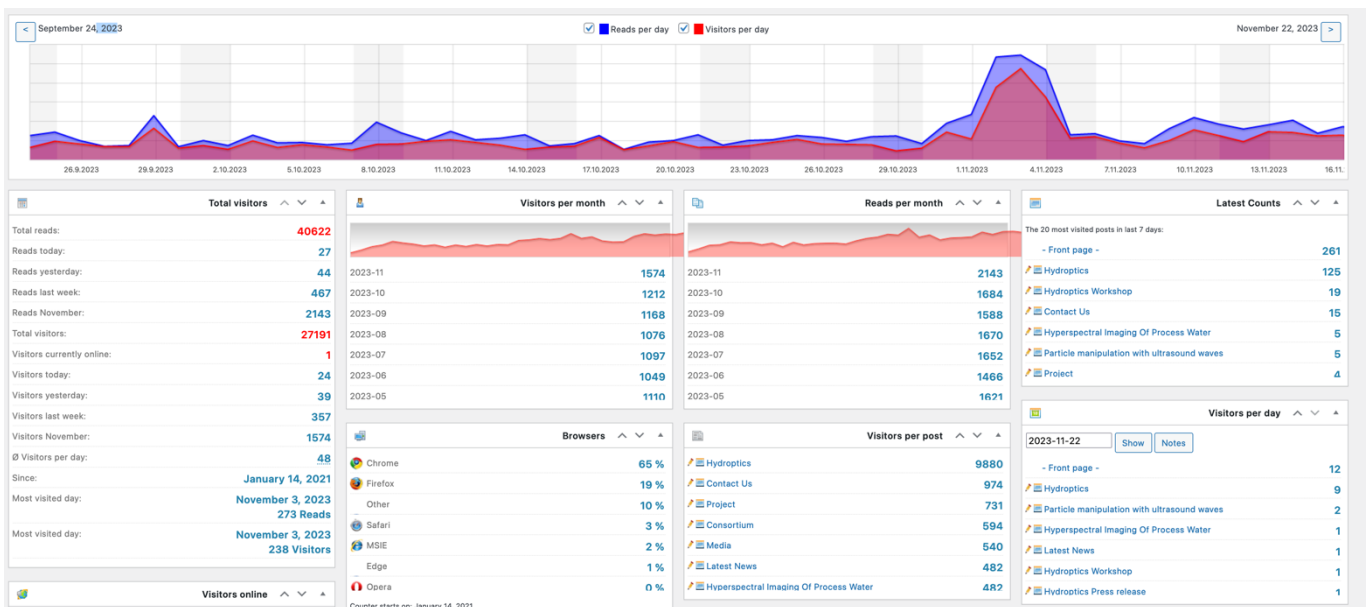 < September 24, 2023 Reads per day Visitors per day November 22, 2023 >
26.9.2023 29.9.2023 2.10.2023 5.10.2023 8.10.2023 11.10.2023 14.10.2023 17.10.2023 20.10.2023 23.10.2023 26.10.2023 29.10.2023 1.11.2023 4.11.2023 7.11.2023 10.11.2023 13.11.2023 16.11.
Total visitors
Total reads: 40622
Reads today: 27
Reads yesterday: 44
Reads last week: 467
Reads November: 2143
Total visitors: 27191
Visitors currently online: 1
Visitors today: 24
Visitors yesterday: 39
Visitors last week: 357
Visitors November: 1574
Ø Visitors per day: 48
Since: January 14, 2021
Most visited day: November 3, 2023
273 Reads
Most visited day: November 3, 2023
238 Visitors
Visitors online
Visitors per month
2023-11 1574
2023-10 1212
2023-09 1168
2023-08 1076
2023-07 1097
2023-06 1049
2023-05 1110
Browsers
Chrome 65 %
Firefox 19 %
Other 10 %
Safari 3 %
MSIE 2 %
Edge 1 %
Opera 0 %
Counter starts on: January 14, 2021
Reads per month
2023-11 2143
2023-10 1684
2023-09 1588
2023-08 1670
2023-07 1652
2023-06 1466
2023-05 1621
Visitors per post
Hydroptics 9880
Contact Us 974
Project 731
Consortium 594
Media 540
Latest News 482
Hyperspectral Imaging Of Process Water 482
Latest Counts
The 20 most visited posts in last 7 days:
- Front page - 261
Hydroptics 125
Hydroptics Workshop 19
Contact Us 15
Hyperspectral Imaging Of Process Water 5
Particle manipulation with ultrasound waves 5
Project 4
Visitors per day
2023-11-22 Show Notes
- Front page - 12
Hydroptics 9
Particle manipulation with ultrasound waves 2
Hyperspectral Imaging Of Process Water 1
Latest News 1
Hydroptics Workshop 1
Hydroptics Press release 1